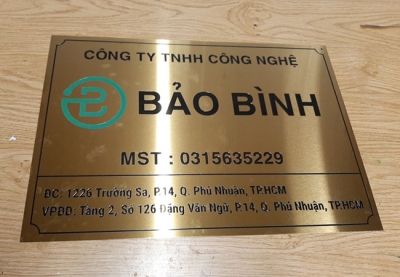 CÔNG TY TNHH CÔNG NGHỆ
BẢO BÌNH
MST : 0315635229
ĐC: 1226 Trường Sa, P.14, Q. Phú Nhuận, TP.HCM
VPDD: Tầng 2, Số 126 Đặng Văn Ngữ, P.14, Q. Phú Nhuận, TP.HCM